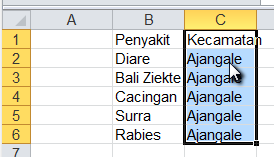 A B C
1 Penyakit Kecamatan
2 Diare Ajangale
3 Bali Ziekte Ajangale
4 Cacingan Ajangale
5 Surra Ajangale
6 Rabies Ajangale
7